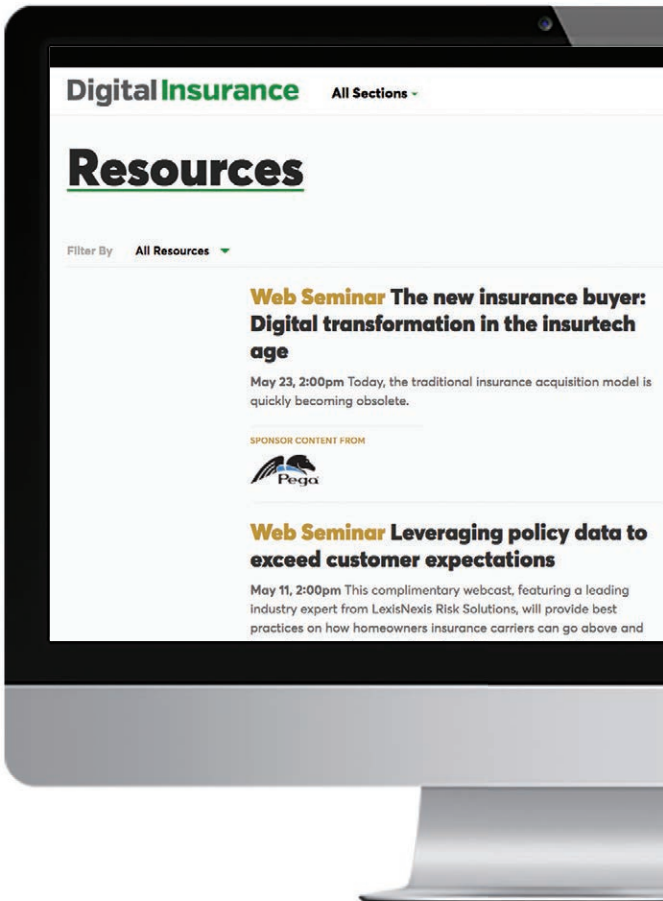 Digital Insurance All Sections
Resources
Filter By All Resources
Web Seminar The new insurance buyer:
Digital transformation in the insurtech
age
May 23, 2:00pm Today, the traditional insurance acquisition model is
quickly becoming obsolete.
SPONSOR CONTENT FROM
Pega
Web Seminar Leveraging policy data to
exceed customer expectations
May 11, 2:00pm This complimentary webcast, featuring a leading
industry expert from LexisNexis Risk Solutions, will provide best
practices on how homeowners insurance carriers can go above and